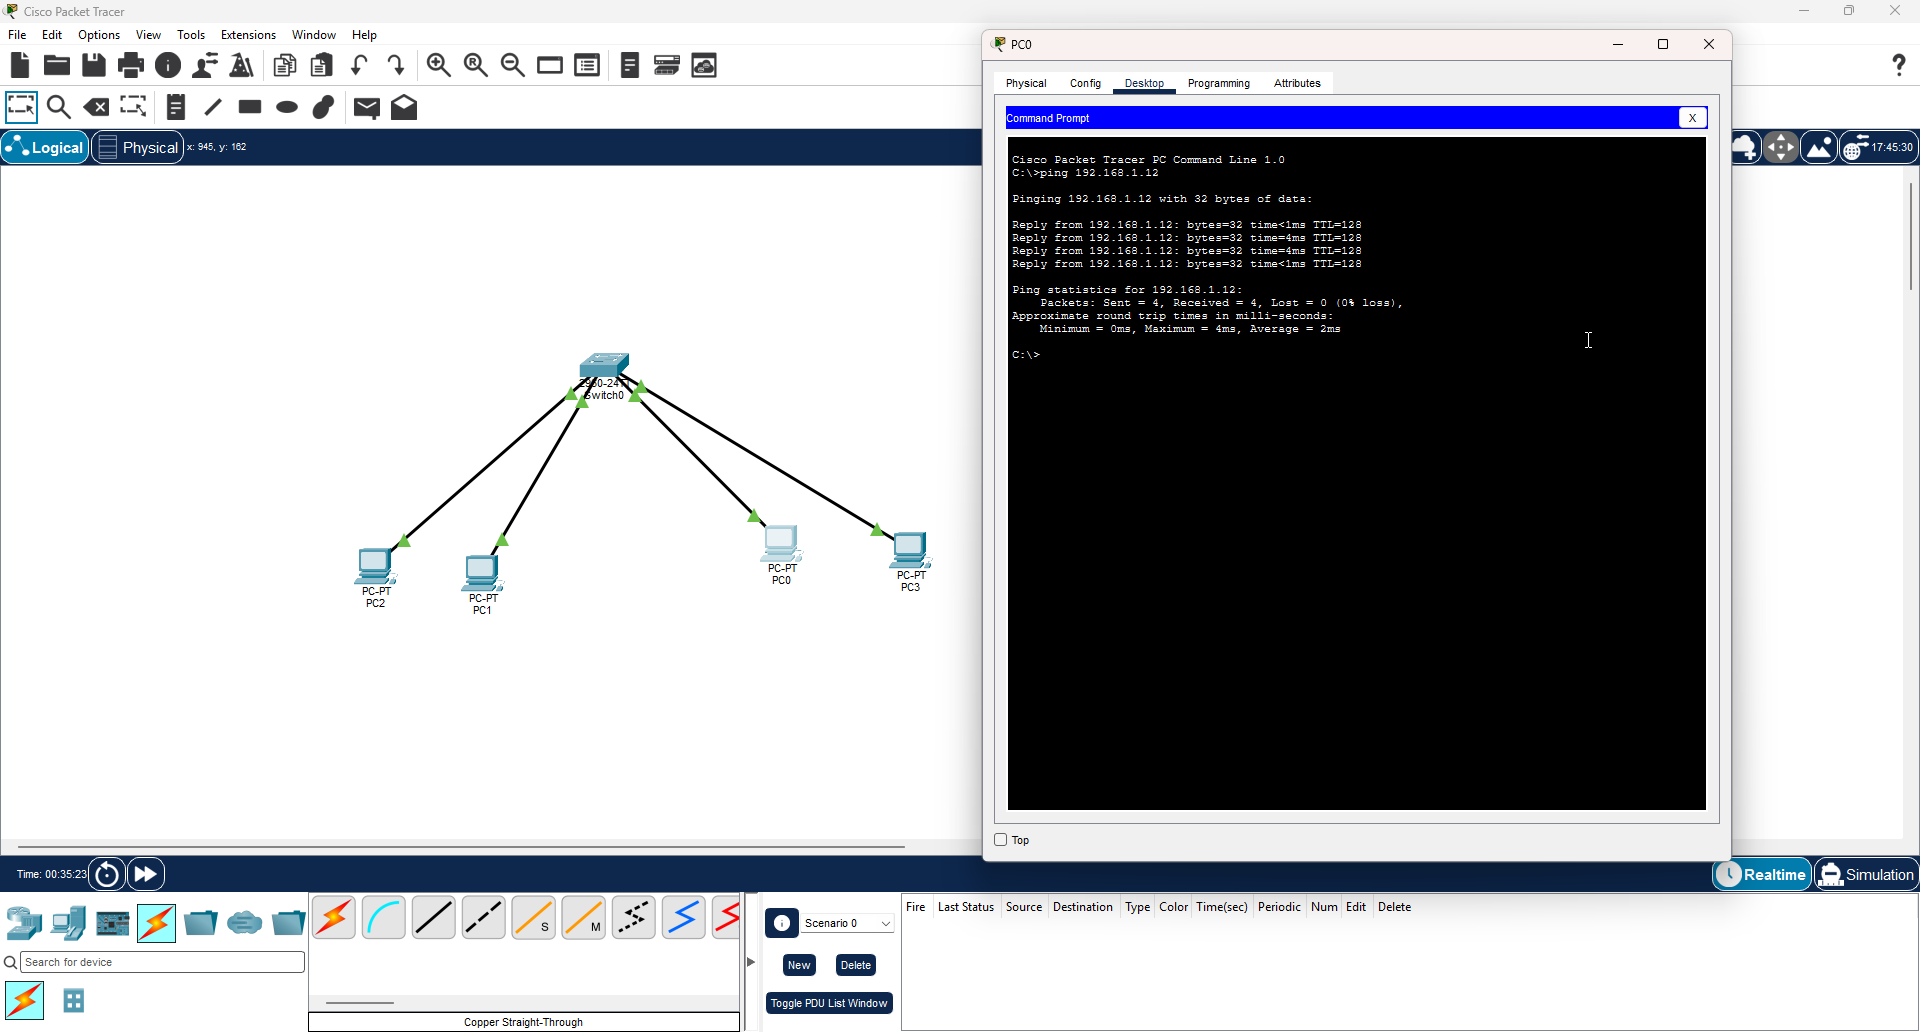 Cisco Packet Tracer
File Edit Options View Tools Extensions Window Help
Logical Physical x: 945, y: 162
17:45:30
2960-24TT
Switch0
PC-PT
PC2
PC-PT
PC1
PC-PT
PC0
PC-PT
PC3
PC0
Physical Config Desktop Programming Attributes
Command Prompt X
Cisco Packet Tracer PC Command Line 1.0
C:\>ping 192.168.1.12
Pinging 192.168.1.12 with 32 bytes of data:
Reply from 192.168.1.12: bytes=32 time<1ms TTL=128
Reply from 192.168.1.12: bytes=32 time=4ms TTL=128
Reply from 192.168.1.12: bytes=32 time=4ms TTL=128
Reply from 192.168.1.12: bytes=32 time<1ms TTL=128
Ping statistics for 192.168.1.12:
Packets: Sent = 4, Received = 4, Lost = 0 (0% loss),
Approximate round trip times in milli-seconds:
Minimum = 0ms, Maximum = 4ms, Average = 2ms
C:\>
Top
Time: 00:35:23
Realtime Simulation
S M
Search for device
Copper Straight-Through
Scenario 0
New Delete
Toggle PDU List Window
Fire Last Status Source Destination Type Color Time(sec) Periodic Num Edit Delete